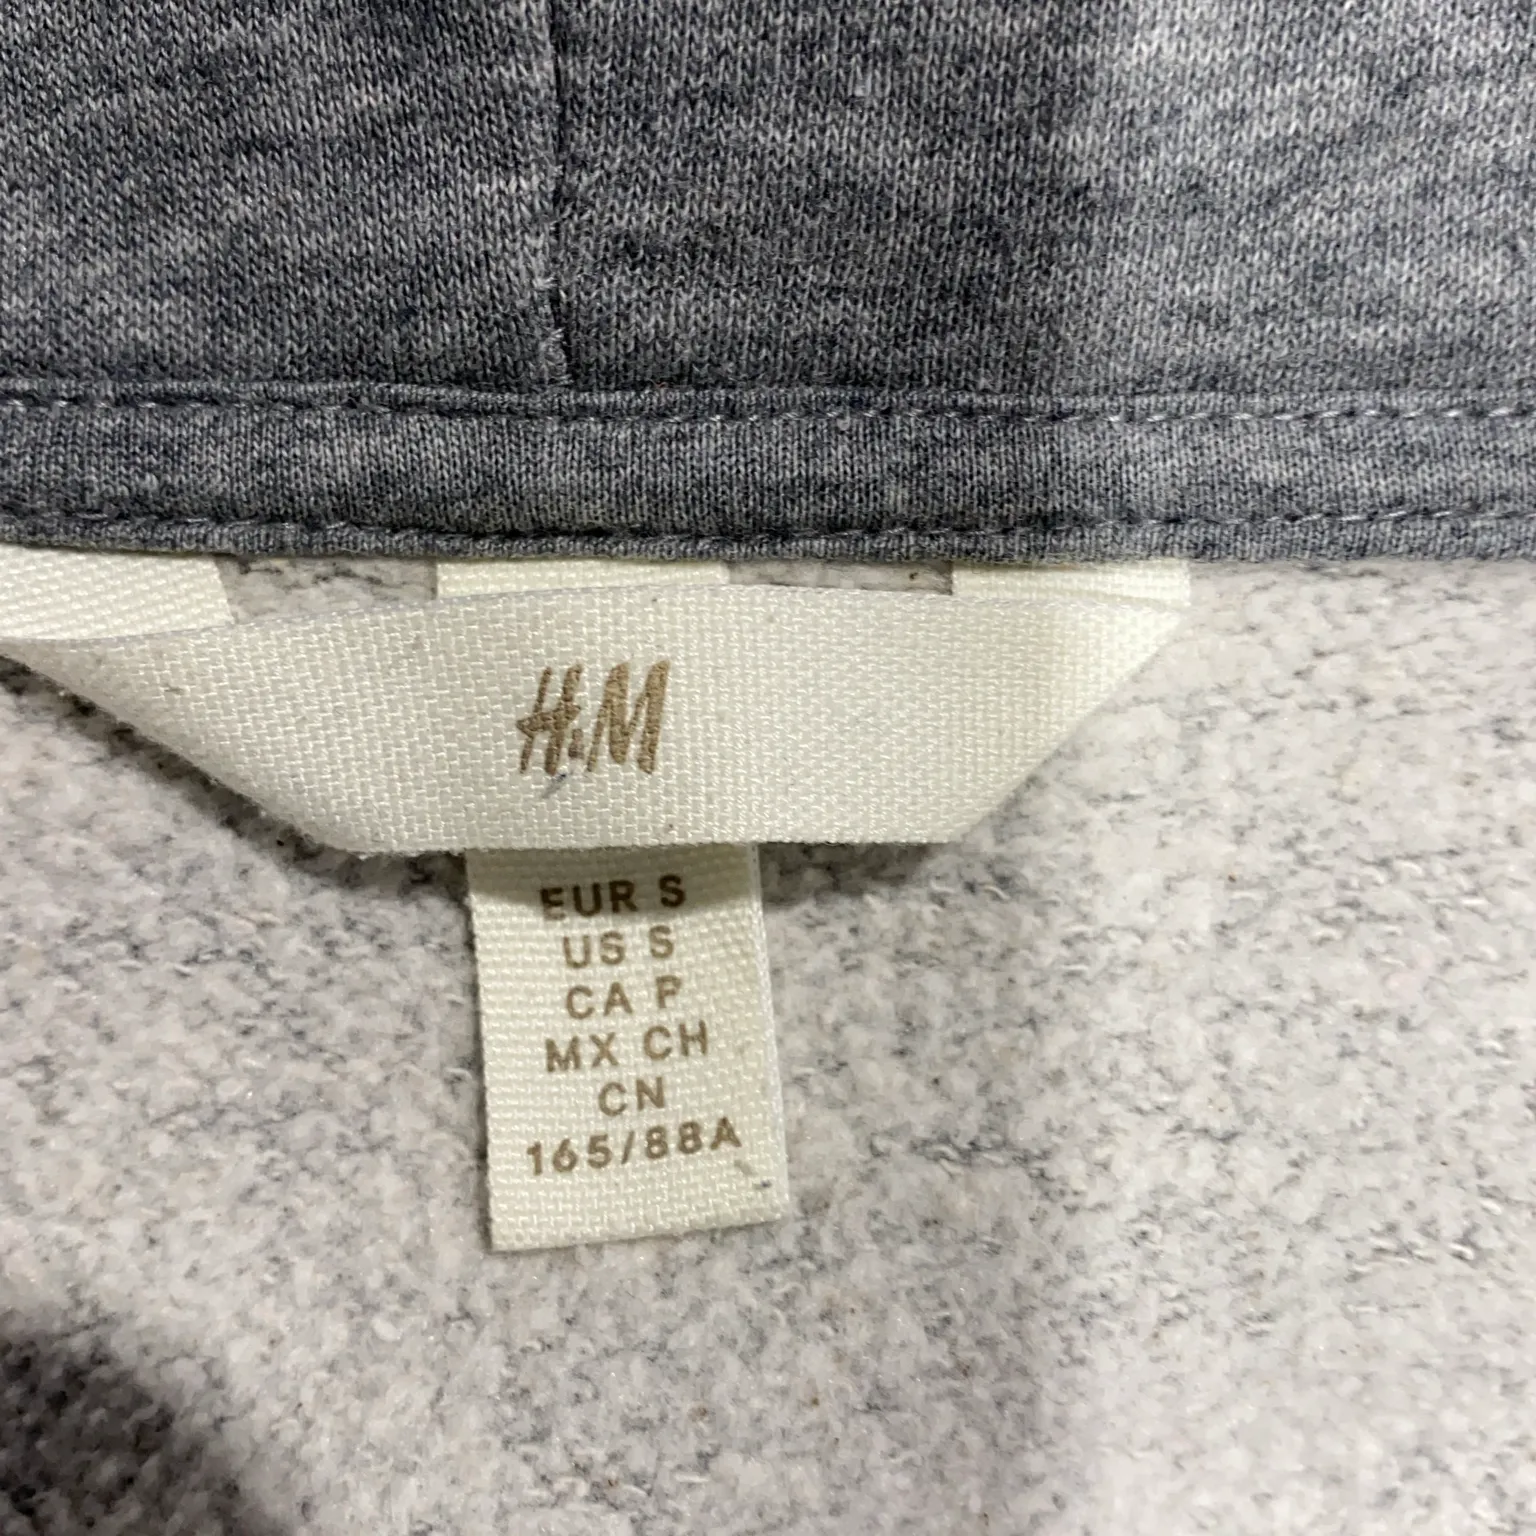 H&M
EUR S
US S
CA P
MX CH
CN
165/88A